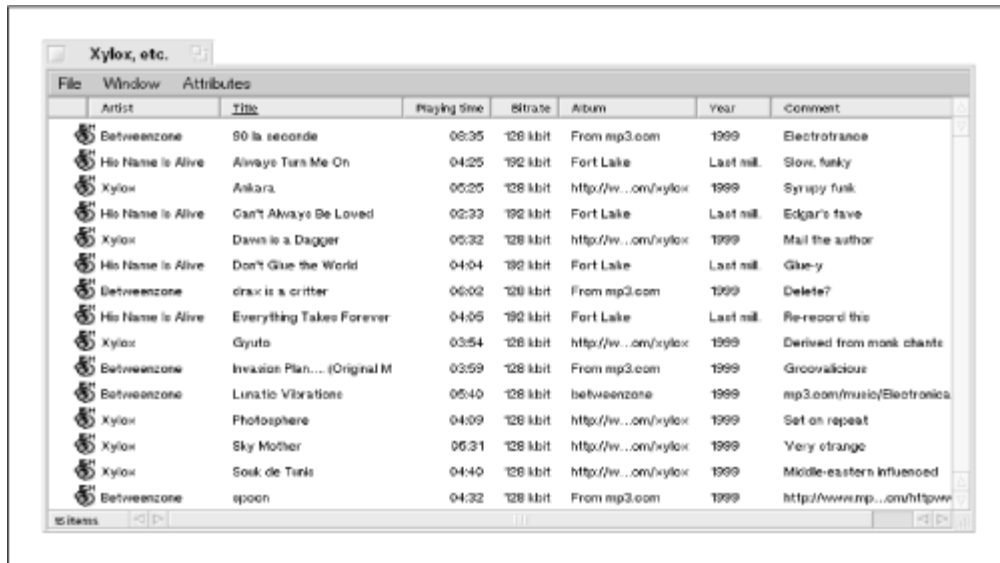 Xylox, etc.
File Window Attributes
Artist Title Playing time Bitrate Album Year Comment
Betweenzone 90 la seconde 08:35 128 kbit From mp3.com 1999 Electrotrance
His Name Is Alive Always Turn Me On 04:25 192 kbit Fort Lake Last mill. Slow, funky
Xylox Ankara 05:25 128 kbit http://w...om/xylox 1999 Syrupy funk
His Name Is Alive Can't Always Be Loved 02:33 192 kbit Fort Lake Last mill. Edgar's fave
Xylox Dawn is a Dagger 05:32 128 kbit http://w...om/xylox 1999 Mail the author
His Name Is Alive Don't Glue the World 04:04 192 kbit Fort Lake Last mill. Glue-y
Betweenzone drax is a critter 06:02 128 kbit From mp3.com 1999 Delete?
His Name Is Alive Everything Takes Forever 04:05 192 kbit Fort Lake Last mill. Re-record this
Xylox Gyuto 03:54 128 kbit http://w...om/xylox 1999 Derived from monk chants
Betweenzone Invasion Plan.... (Original M 03:59 128 kbit From mp3.com 1999 Groovalicious
Betweenzone Lunatic Vibrations 05:40 128 kbit betweenzone 1999 mp3.com/music/Electronica
Xylox Photosphere 04:09 128 kbit http://w...om/xylox 1999 Set on repeat
Xylox Sky Mother 06:31 128 kbit http://w...om/xylox 1999 Very strange
Xylox Souk de Tunis 04:40 128 kbit http://w...om/xylox 1999 Middle-eastern influenced
Betweenzone spoon 04:32 128 kbit From mp3.com 1999 http://www.mp...om/httpww
15 items